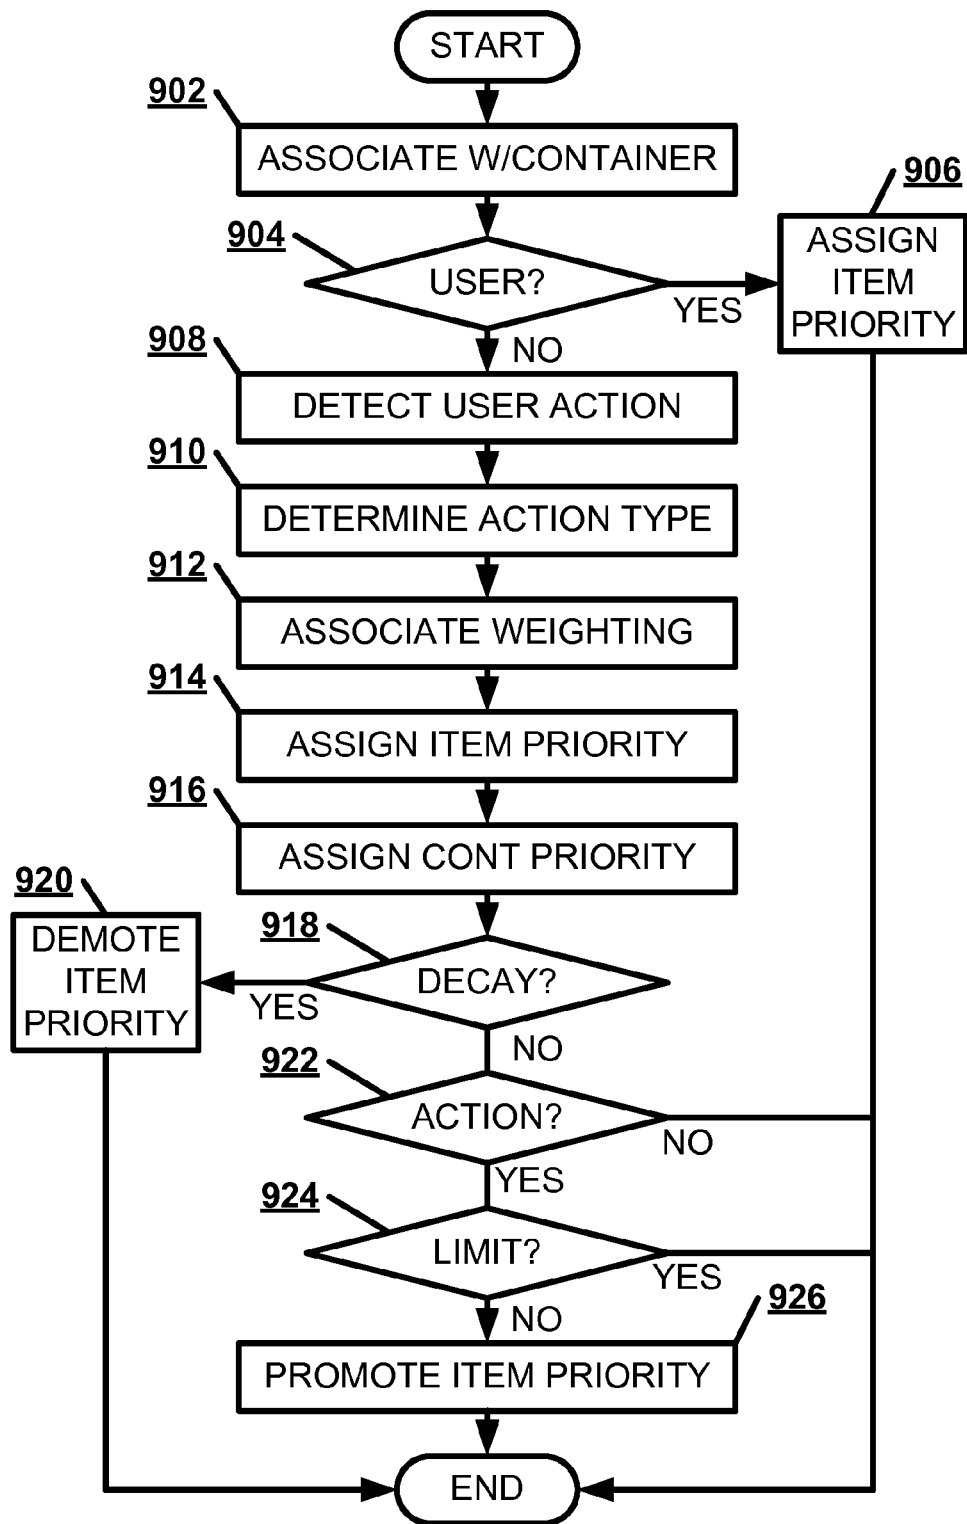 START
902
ASSOCIATE W/CONTAINER
906
ASSIGN
ITEM
PRIORITY
904
USER?
YES
NO
908
DETECT USER ACTION
910
DETERMINE ACTION TYPE
912
ASSOCIATE WEIGHTING
914
ASSIGN ITEM PRIORITY
916
ASSIGN CONT PRIORITY
920
DEMOTE
ITEM
PRIORITY
918
DECAY?
YES
NO
922
ACTION?
NO
YES
924
LIMIT?
YES
NO
926
PROMOTE ITEM PRIORITY
END